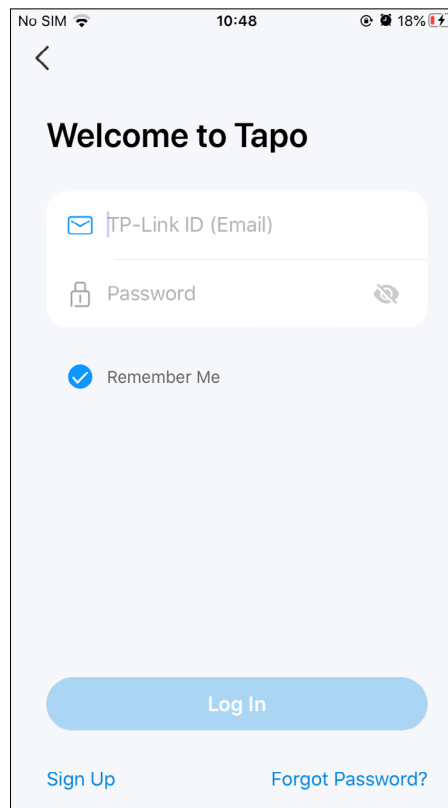 No SIM 10:48 18%
Welcome to Tapo
TP-Link ID (Email)
Password
Remember Me
Log In
Sign Up Forgot Password?